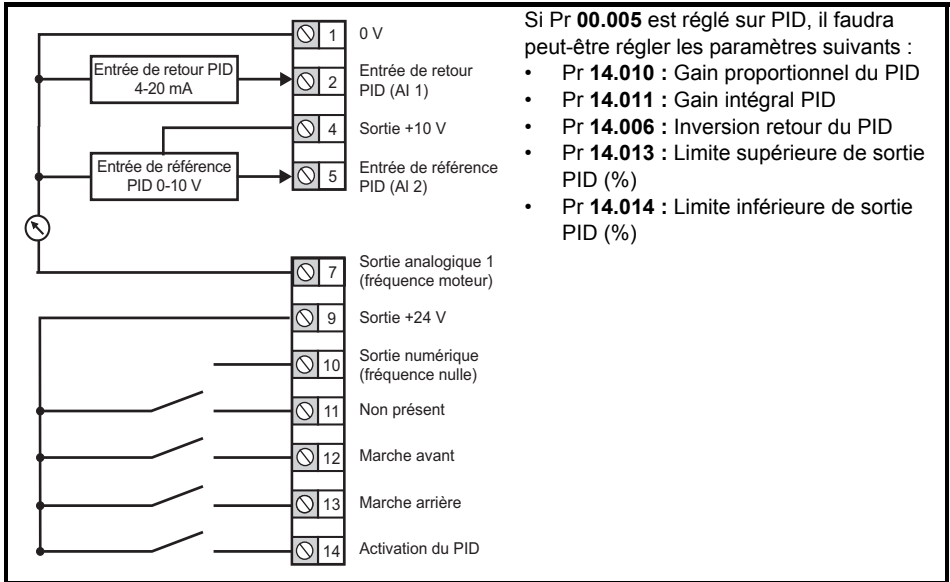 1 0 V
Entrée de retour PID
4-20 mA
2 Entrée de retour
PID (AI 1)
4 Sortie +10 V
Entrée de référence
PID 0-10 V
5 Entrée de référence
PID (AI 2)
7 Sortie analogique 1
(fréquence moteur)
9 Sortie +24 V
10 Sortie numérique
(fréquence nulle)
11 Non présent
12 Marche avant
13 Marche arrière
14 Activation du PID
Si Pr 00.005 est réglé sur PID, il faudra
peut-être régler les paramètres suivants :
• Pr 14.010 : Gain proportionnel du PID
• Pr 14.011 : Gain intégral PID
• Pr 14.006 : Inversion retour du PID
• Pr 14.013 : Limite supérieure de sortie
PID (%)
• Pr 14.014 : Limite inférieure de sortie
PID (%)